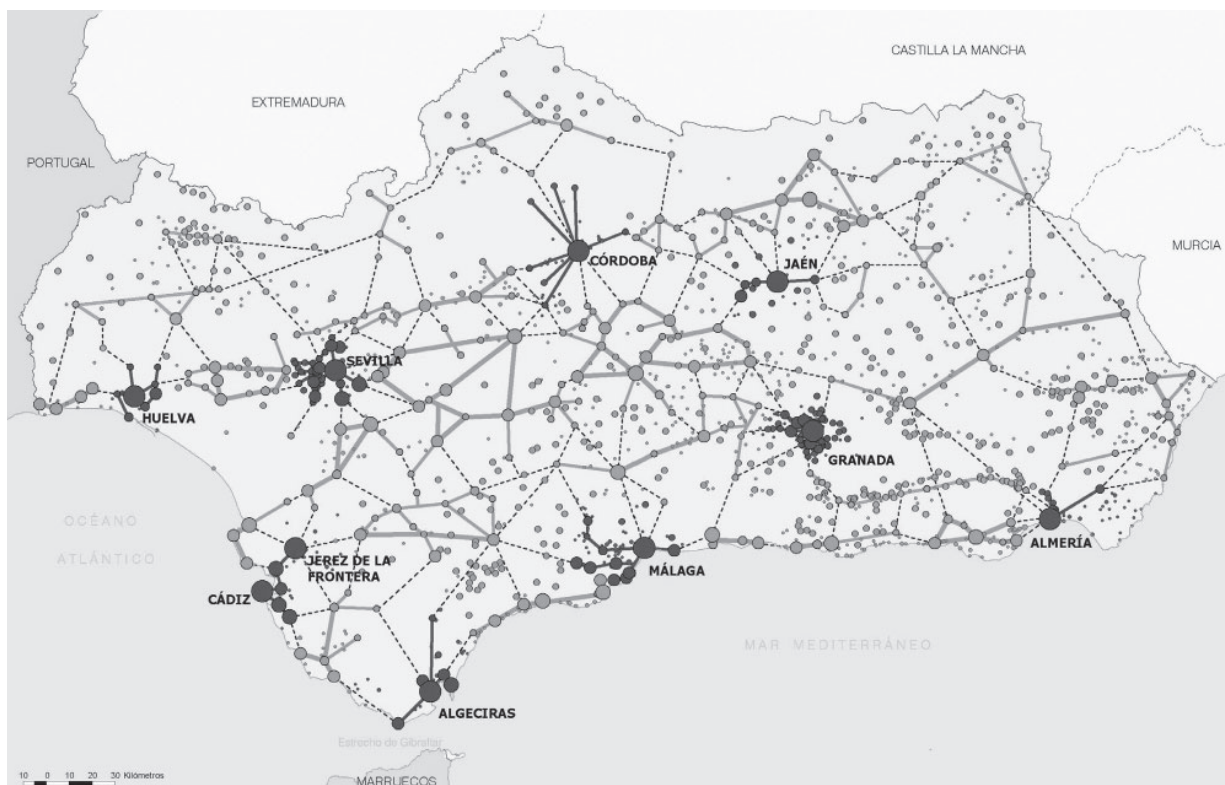 CASTILLA LA MANCHA
EXTREMADURA
PORTUGAL
MURCIA
CÓRDOBA
JAÉN
SEVILLA
HUELVA
GRANADA
OCÉANO
ATLÁNTICO
ALMERÍA
JEREZ DE LA
FRONTERA
MÁLAGA
CÁDIZ
MAR MEDITERRÁNEO
ALGECIRAS
Estrecho de Gibraltar
10 0 10 20 30 Kilómetros
MARRUECOS